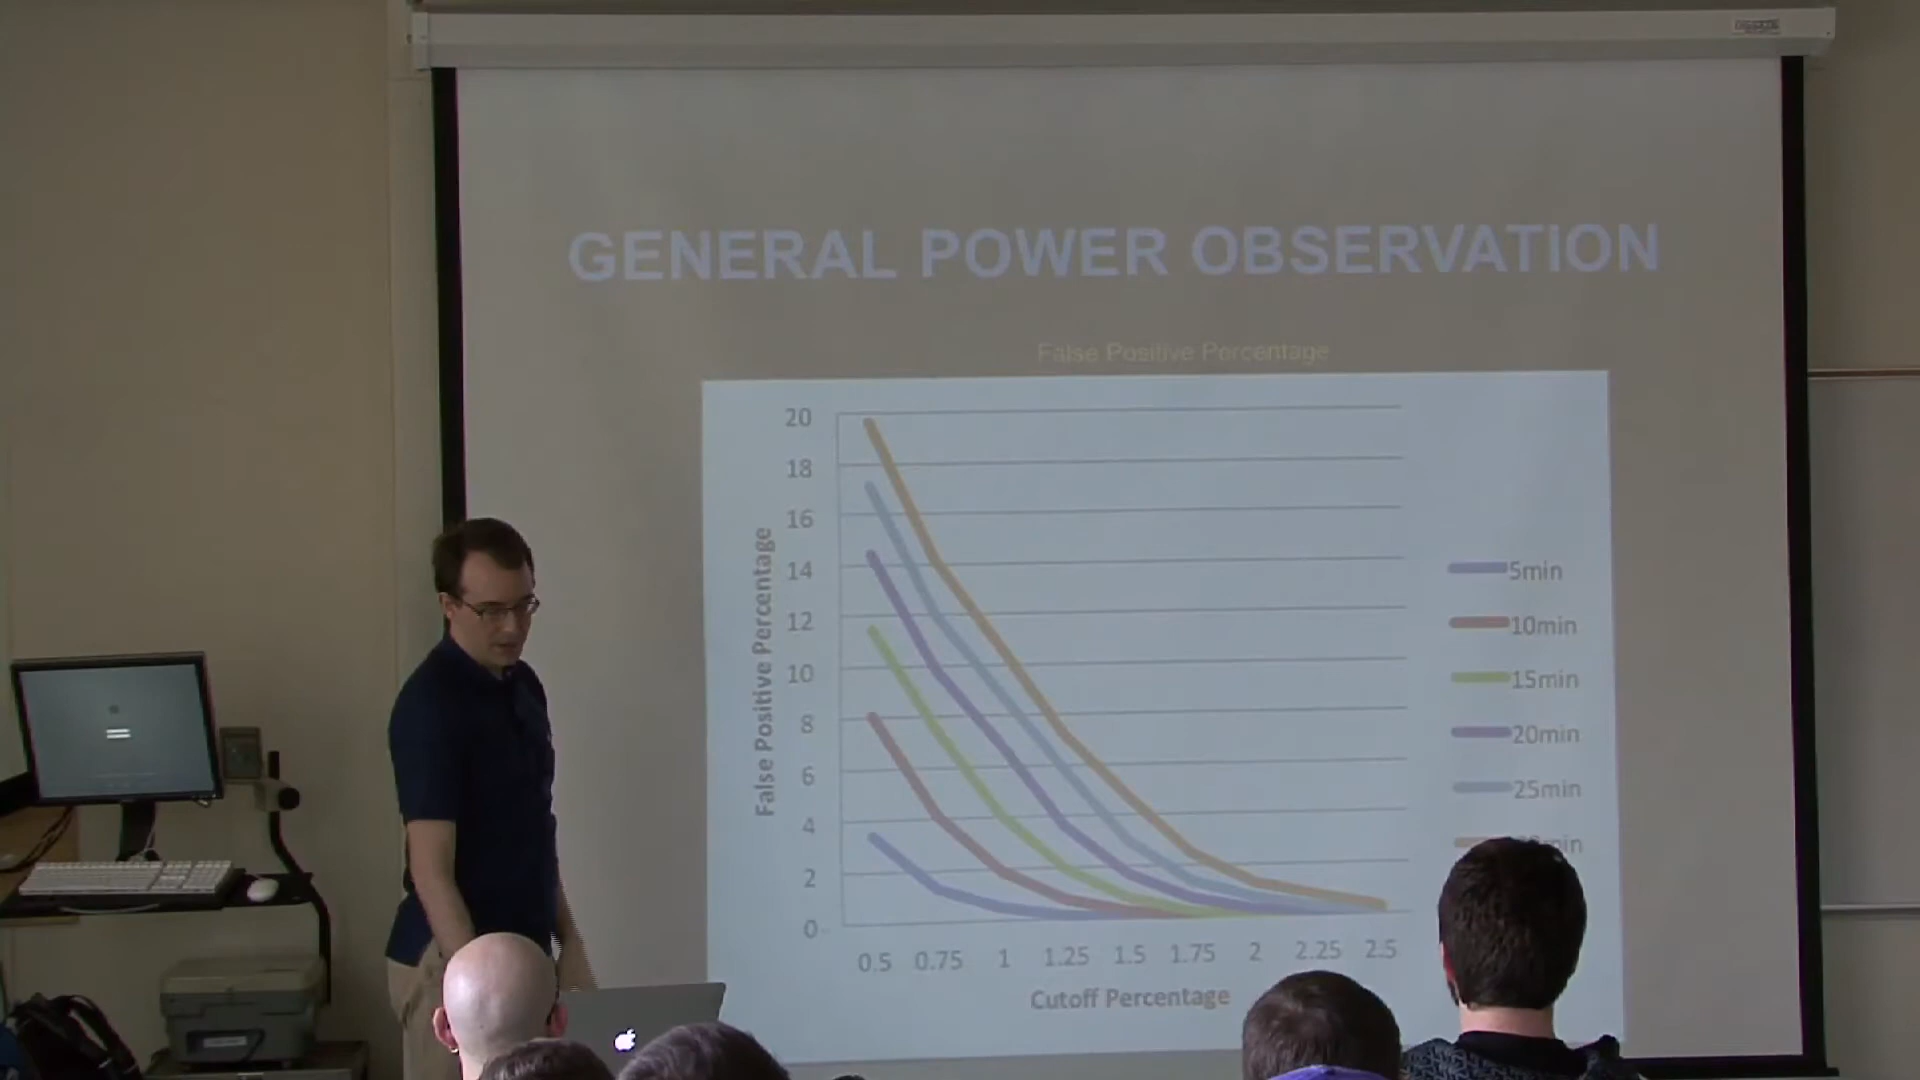 GENERAL POWER OBSERVATION
False Positive Percentage
20
18
16
14
12
10
8
6
4
2
0
False Positive Percentage
0.5 0.75 1 1.25 1.5 1.75 2 2.25 2.5
Cutoff Percentage
5min
10min
15min
20min
25min